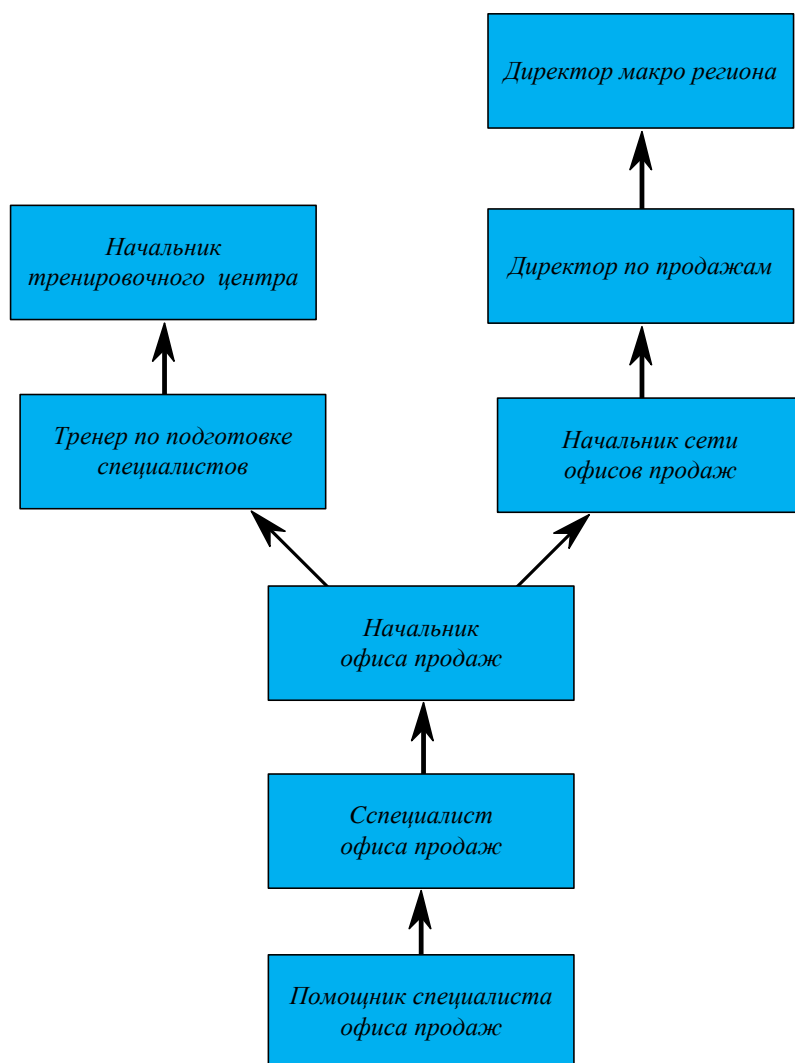 Директор макро региона
Начальник
тренировочного центра
Директор по продажам
Тренер по подготовке
специалистов
Начальник сети
офисов продаж
Начальник
офиса продаж
Сспециалист
офиса продаж
Помощник специалиста
офиса продаж